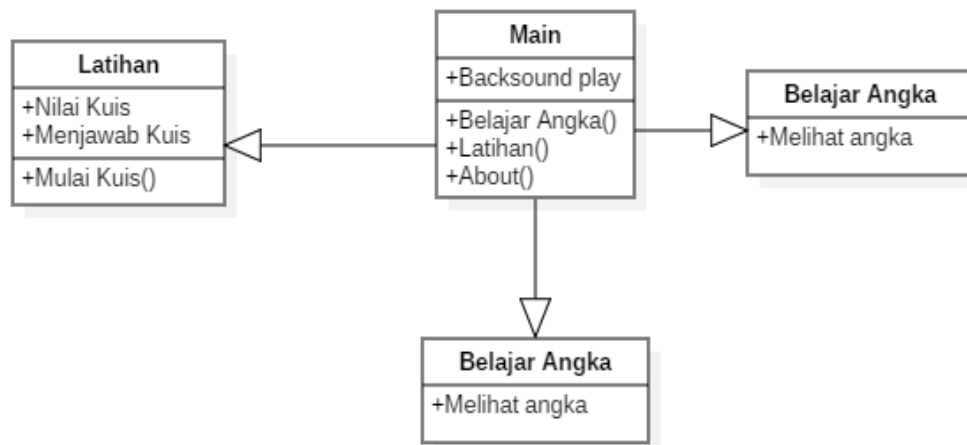 Latihan
+Nilai Kuis
+Menjawab Kuis
+Mulai Kuis()
Main
+Backsound play
+Belajar Angka()
+Latihan()
+About()
Belajar Angka
+Melihat angka
Belajar Angka
+Melihat angka